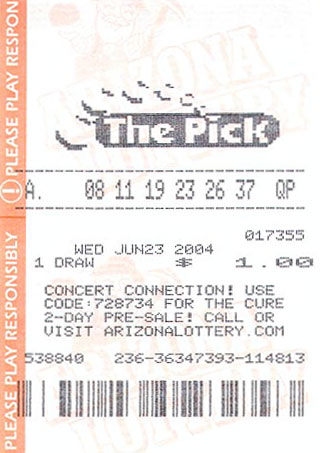 The Pick
A. 08 11 19 23 26 37 QP
017355
WED JUN23 2004
1 DRAW $ 1.00
CONCERT CONNECTION! USE
CODE:728734 FOR THE CURE
2-DAY PRE-SALE! CALL OR
VISIT ARIZONALOTTERY.COM
538840 236-36347393-114813
PLEASE PLAY RESPONSIBLY
! PLEASE PLAY RESPON
ARIZONA
LOTTERY